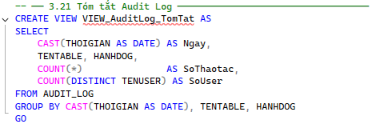 -- —— 3.21 Tóm tắt Audit Log ——————————————
CREATE VIEW VIEW_AuditLog_TomTat AS
SELECT
    CAST(THOIGIAN AS DATE) AS Ngay,
    TENTABLE, HANHDOG,
    COUNT(*)               AS SoThaotac,
    COUNT(DISTINCT TENUSER) AS SoUser
FROM AUDIT_LOG
GROUP BY CAST(THOIGIAN AS DATE), TENTABLE, HANHDOG
GO